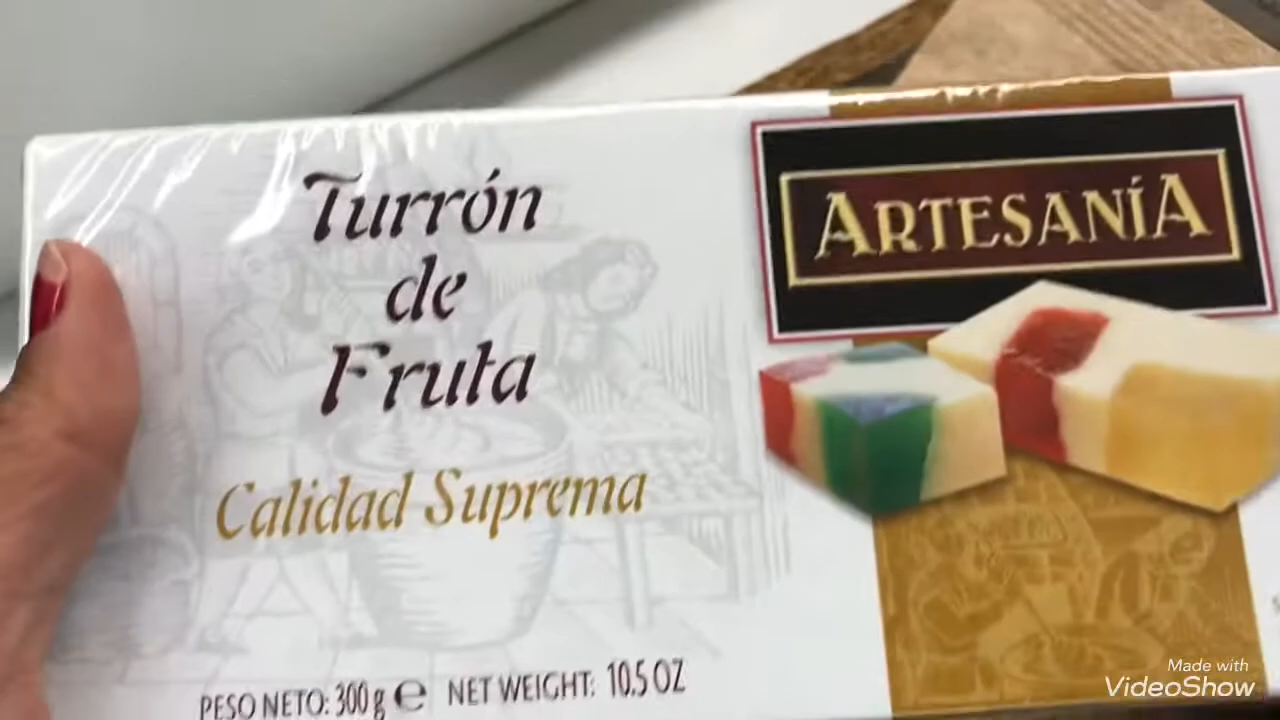 Turrón
de
Fruta
Calidad Suprema
PESO NETO: 300 g e NET WEIGHT: 10.5 OZ
ARTESANÍA
Made with
VideoShow